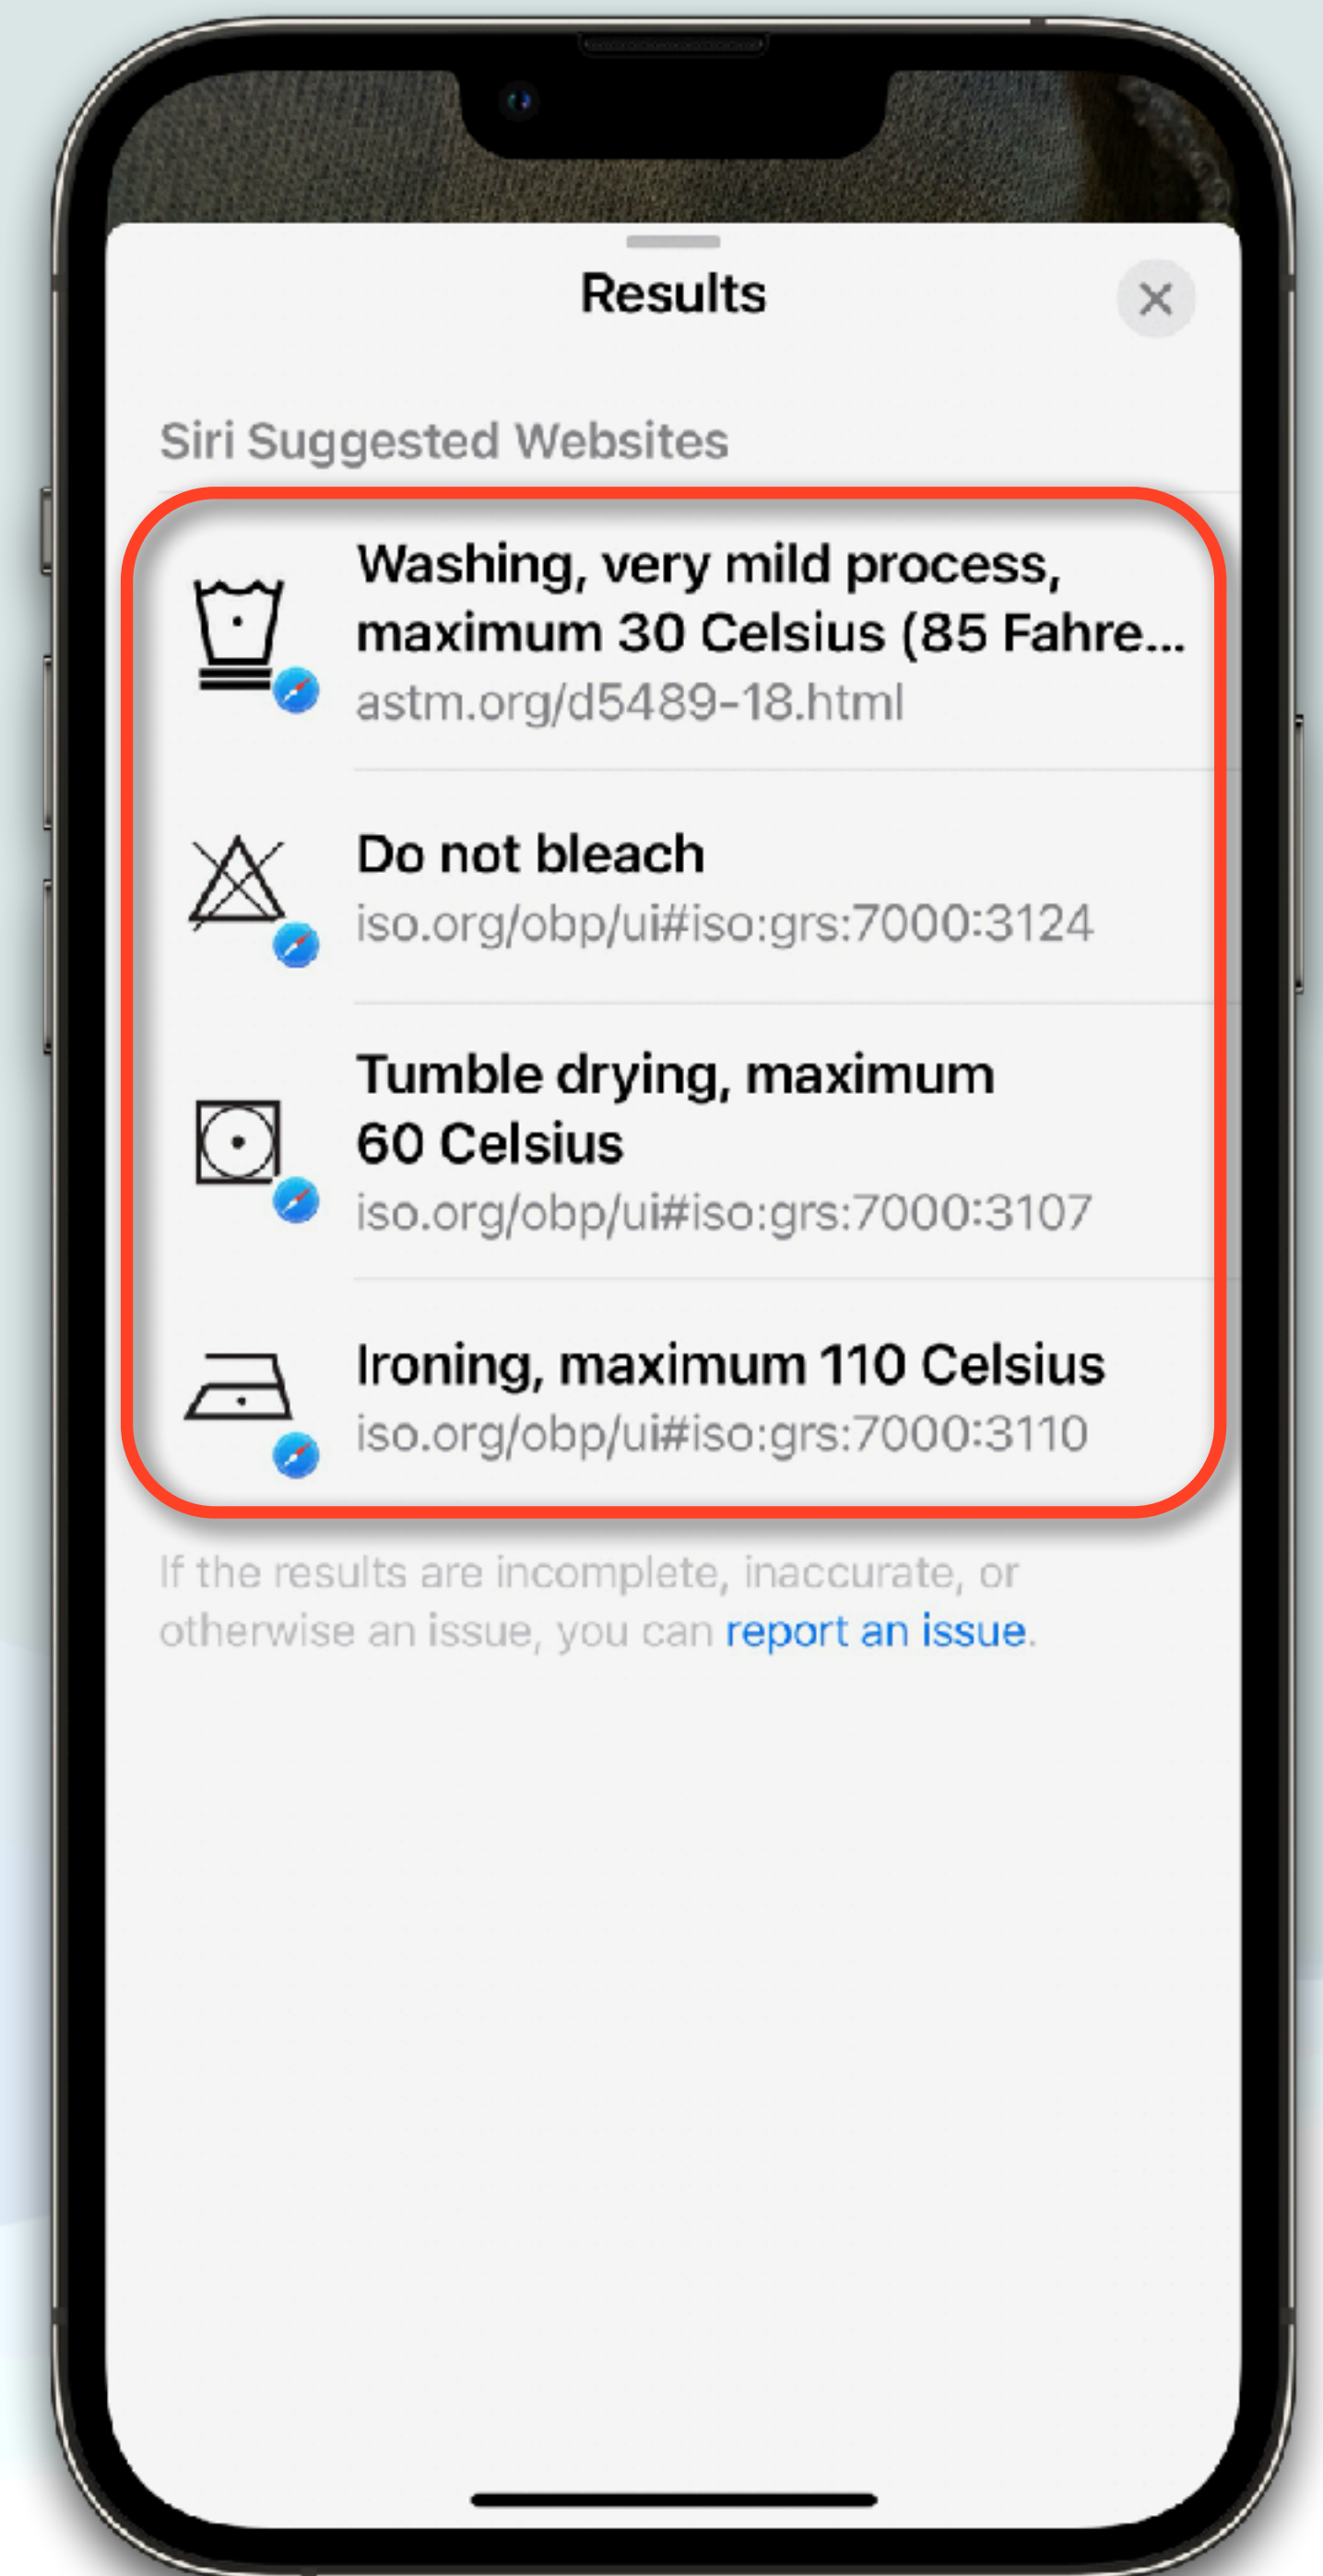 Results
Siri Suggested Websites
Washing, very mild process,
maximum 30 Celsius (85 Fahre...
astm.org/d5489-18.html
Do not bleach
iso.org/obp/ui#iso:grs:7000:3124
Tumble drying, maximum
60 Celsius
iso.org/obp/ui#iso:grs:7000:3107
Ironing, maximum 110 Celsius
iso.org/obp/ui#iso:grs:7000:3110
If the results are incomplete, inaccurate, or
otherwise an issue, you can report an issue.